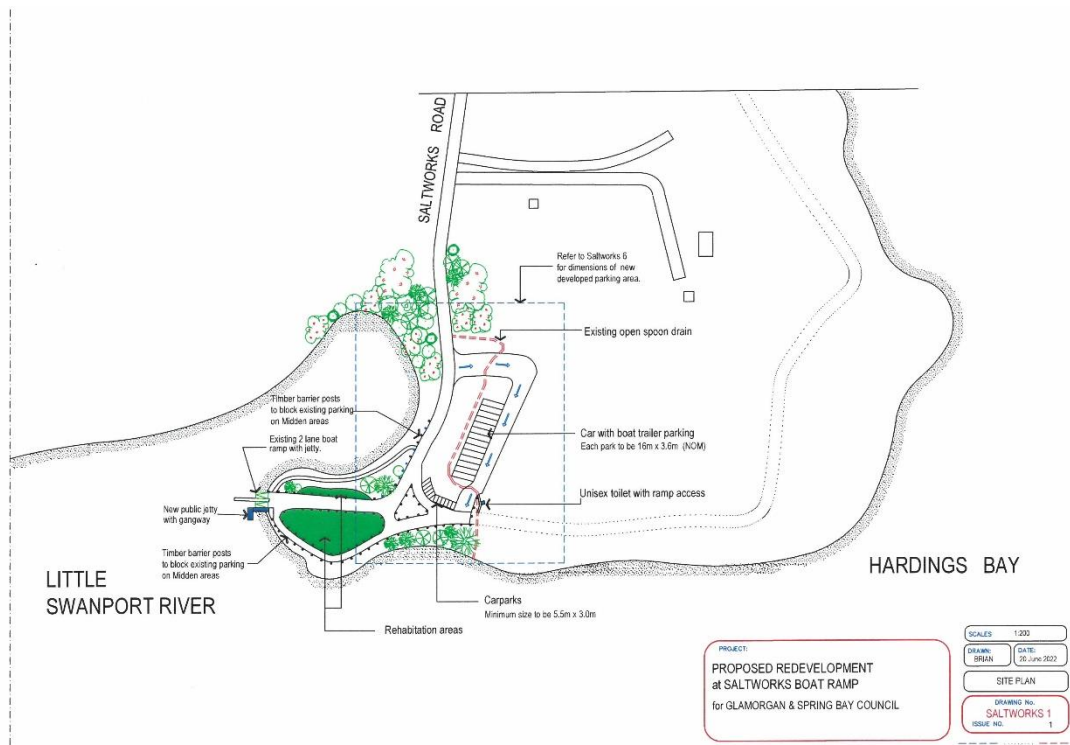 SALTWORKS ROAD
Refer to Saltworks 6
for dimensions of new
developed parking area.
Existing open spoon drain
Timber barrier posts
to block existing parking
on Midden areas
Existing 2 lane boat
ramp with jetty.
Car with boat trailer parking
Each park to be 16m x 3.6m (NOM)
Unisex toilet with ramp access
New public jetty
with gangway
Timber barrier posts
to block existing parking
on Midden areas
LITTLE
SWANPORT RIVER
HARDINGS BAY
Carparks
Minimum size to be 5.5m x 3.0m
Rehabitation areas
PROJECT:
PROPOSED REDEVELOPMENT
at SALTWORKS BOAT RAMP
for GLAMORGAN & SPRING BAY COUNCIL
SCALES 1:200
DRAWN: BRIAN
DATE: 20 June 2022
SITE PLAN
DRAWING No.
SALTWORKS 1
ISSUE NO. 1